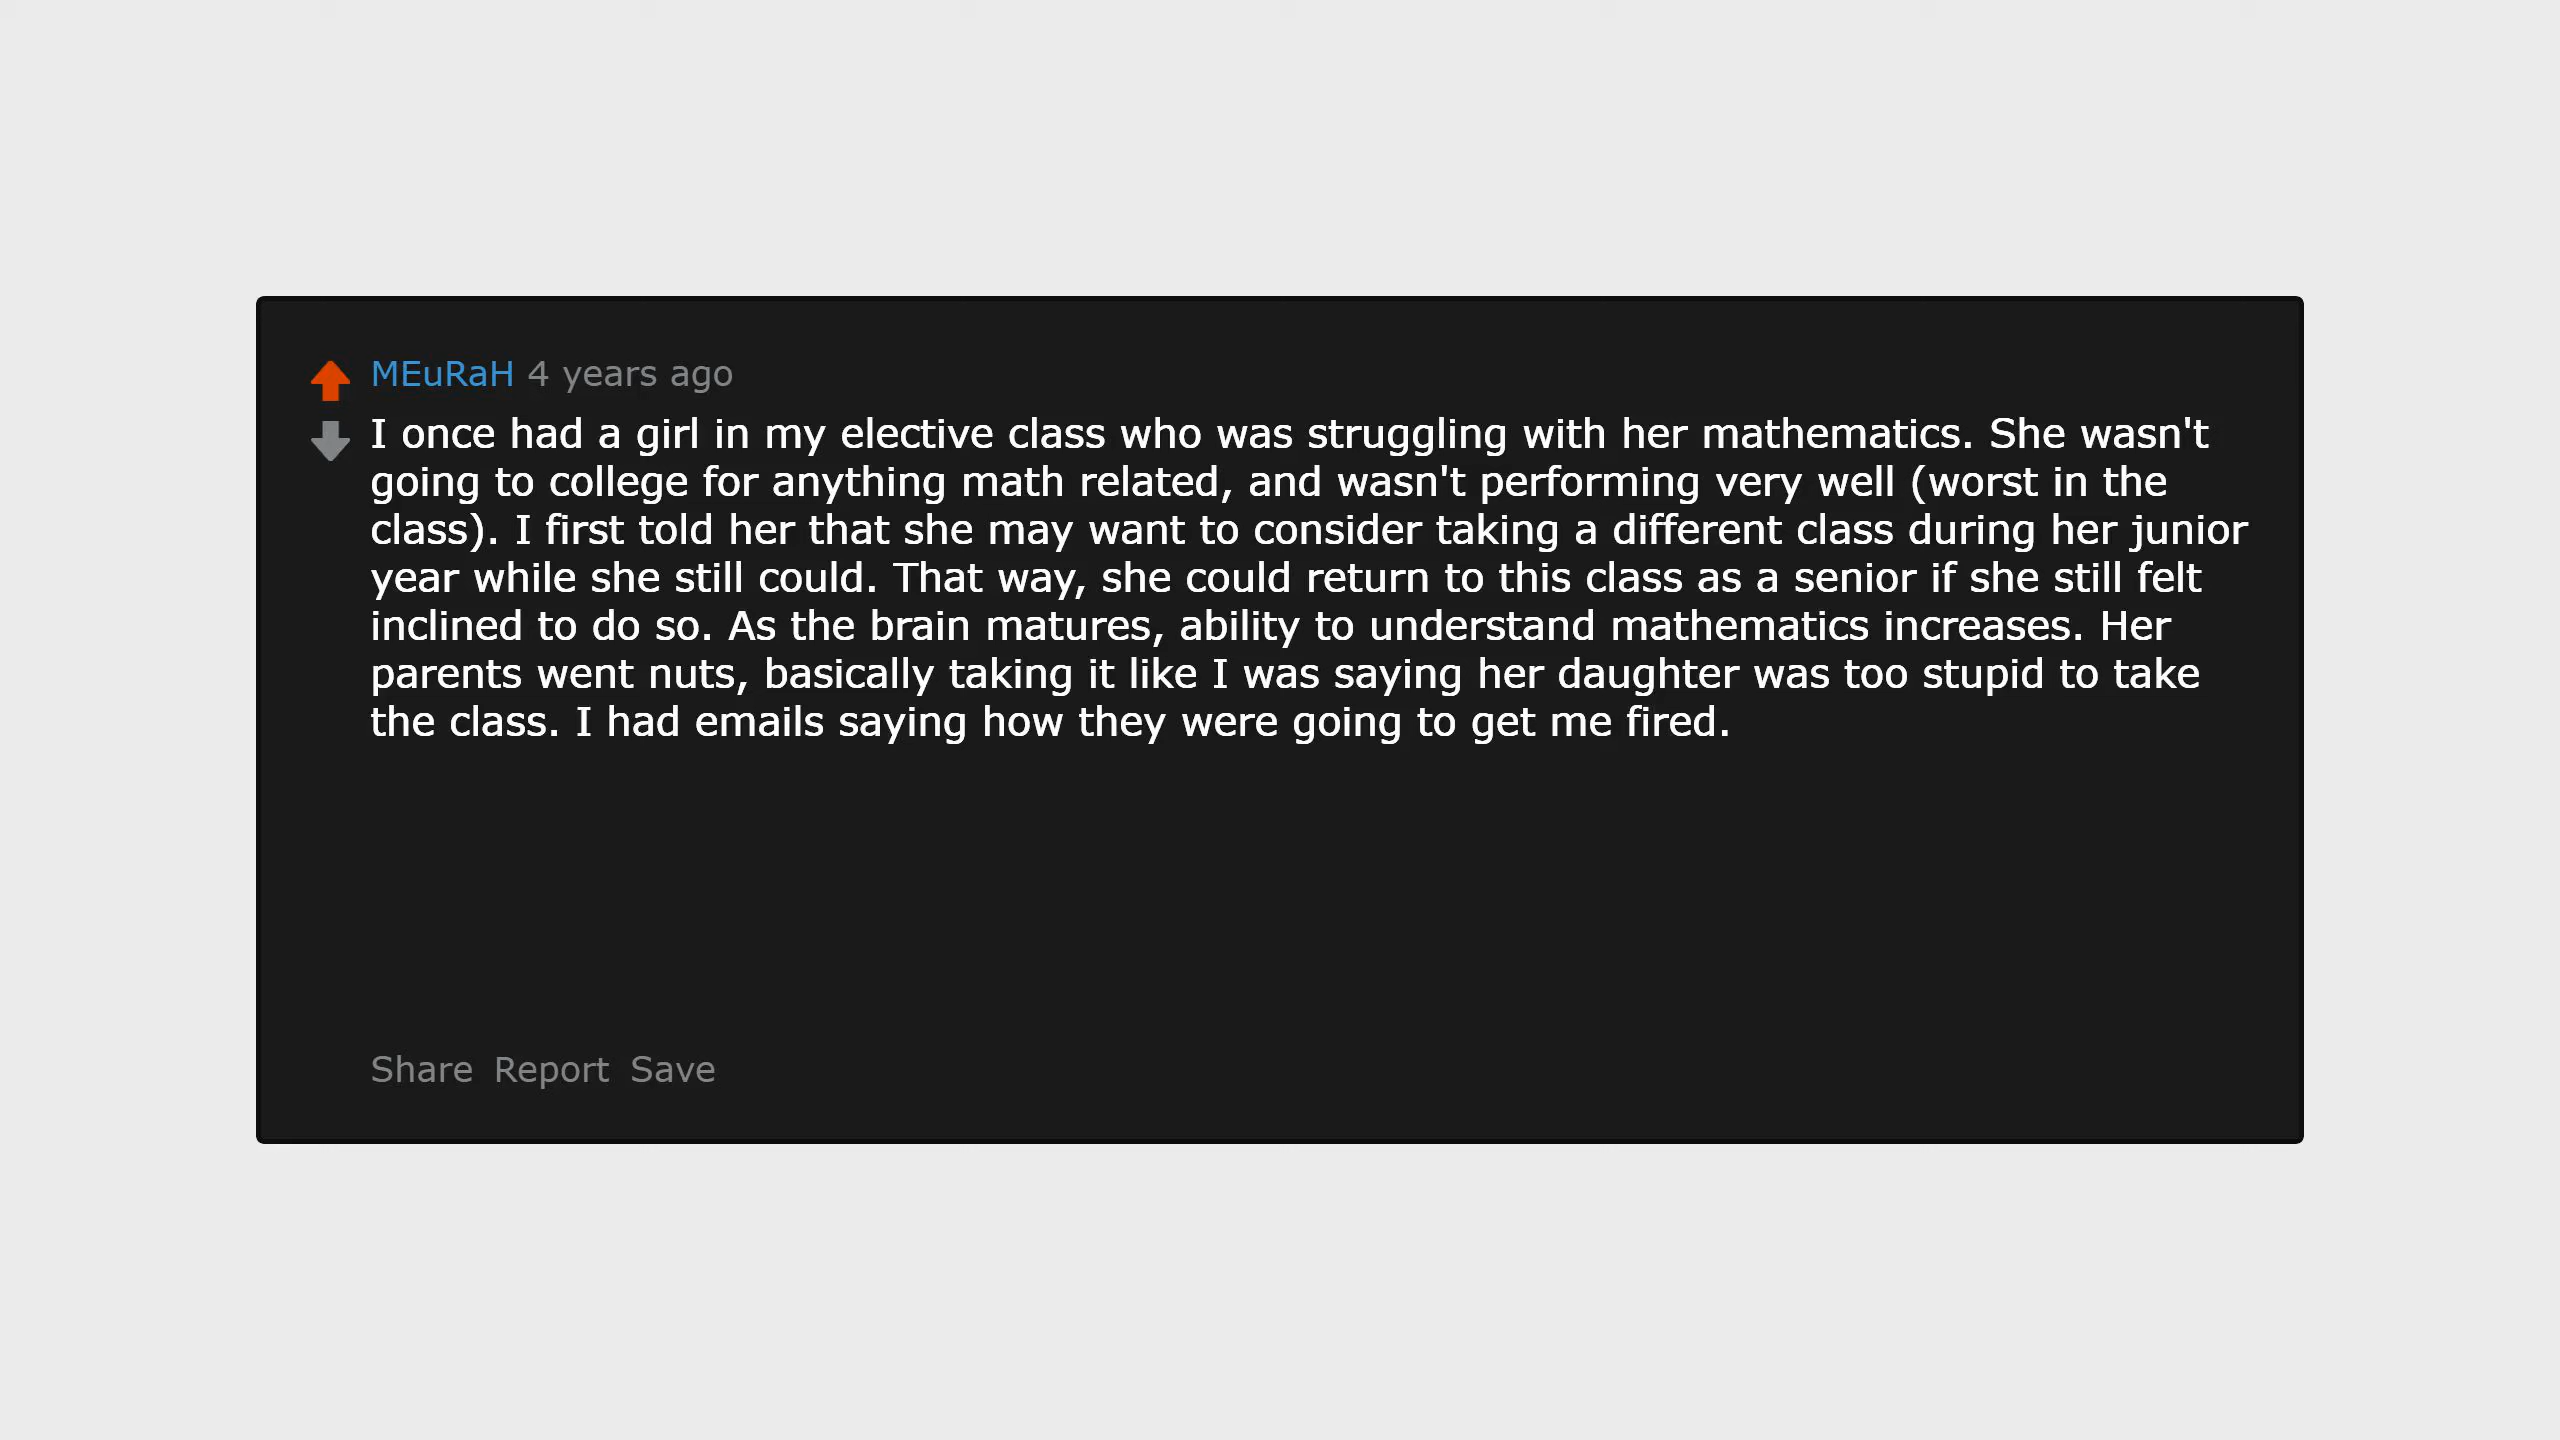 MEuRaH 4 years ago
I once had a girl in my elective class who was struggling with her mathematics. She wasn't
going to college for anything math related, and wasn't performing very well (worst in the
class). I first told her that she may want to consider taking a different class during her junior
year while she still could. That way, she could return to this class as a senior if she still felt
inclined to do so. As the brain matures, ability to understand mathematics increases. Her
parents went nuts, basically taking it like I was saying her daughter was too stupid to take
the class. I had emails saying how they were going to get me fired.
Share Report Save